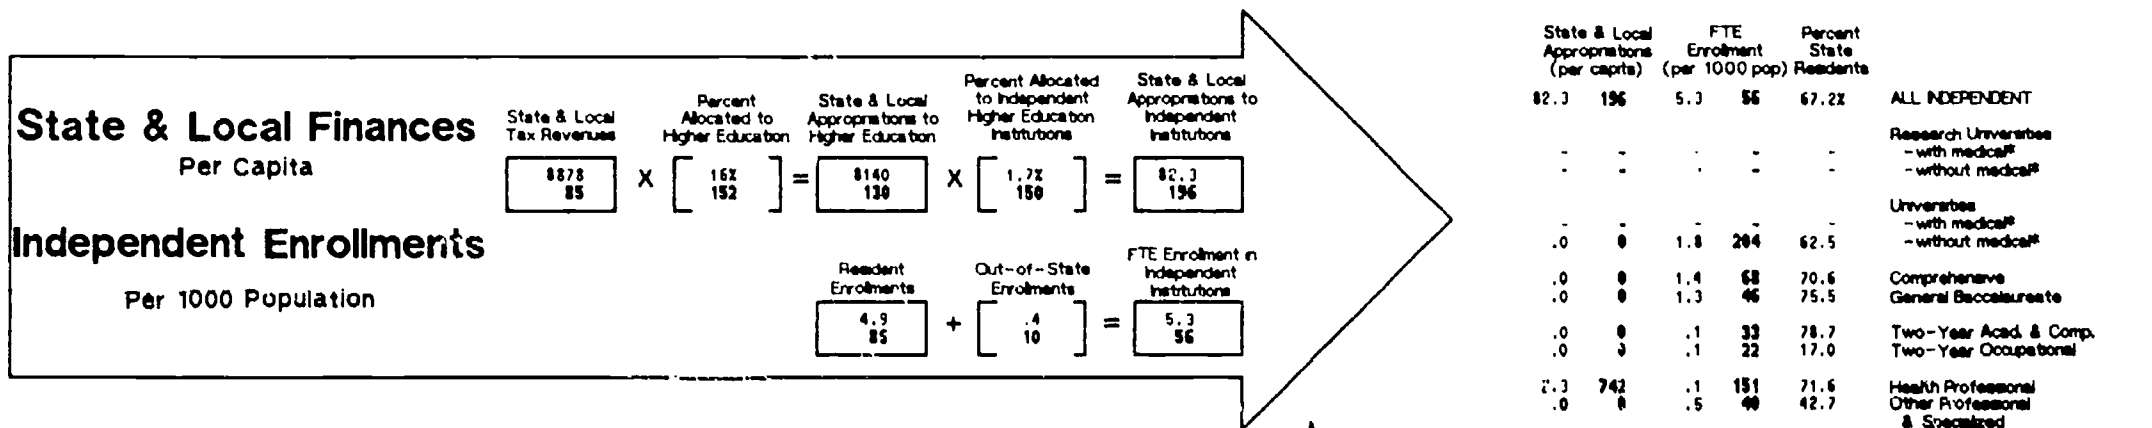 State & Local Finances
Per Capita
Independent Enrollments
Per 1000 Population
State & Local
Tax Revenues
$878
85
X
Percent
Allocated to
Higher Education
16%
152
=
State & Local
Appropriations to
Higher Education
$140
130
X
Percent Allocated
to Independent
Higher Education
Institutions
1.7%
150
=
State & Local
Appropriations to
Independent
Institutions
$2.3
196
Resident
Enrollments
4.9
85
+
Out-of-State
Enrollments
.4
10
=
FTE Enrollment in
Independent
Institutions
5.3
56
State & Local FTE Percent
Appropriations Enrollment State
(per capita) (per 1000 pop) Residents
$2.3 196 5.3 56 67.2% ALL INDEPENDENT
Research Universities
- - - - - - with medical*
- - - - - - without medical*
Universities
- - - - - - with medical*
.0 0 1.8 204 62.5 - without medical*
.0 0 1.4 68 70.6 Comprehensive
.0 0 1.3 46 75.5 General Baccalaureate
.0 0 .1 33 78.7 Two-Year Acad. & Comp.
.0 0 .1 22 17.0 Two-Year Occupational
2.3 742 .1 151 71.6 Health Professional
.0 0 .5 40 42.7 Other Professional
& Specialized